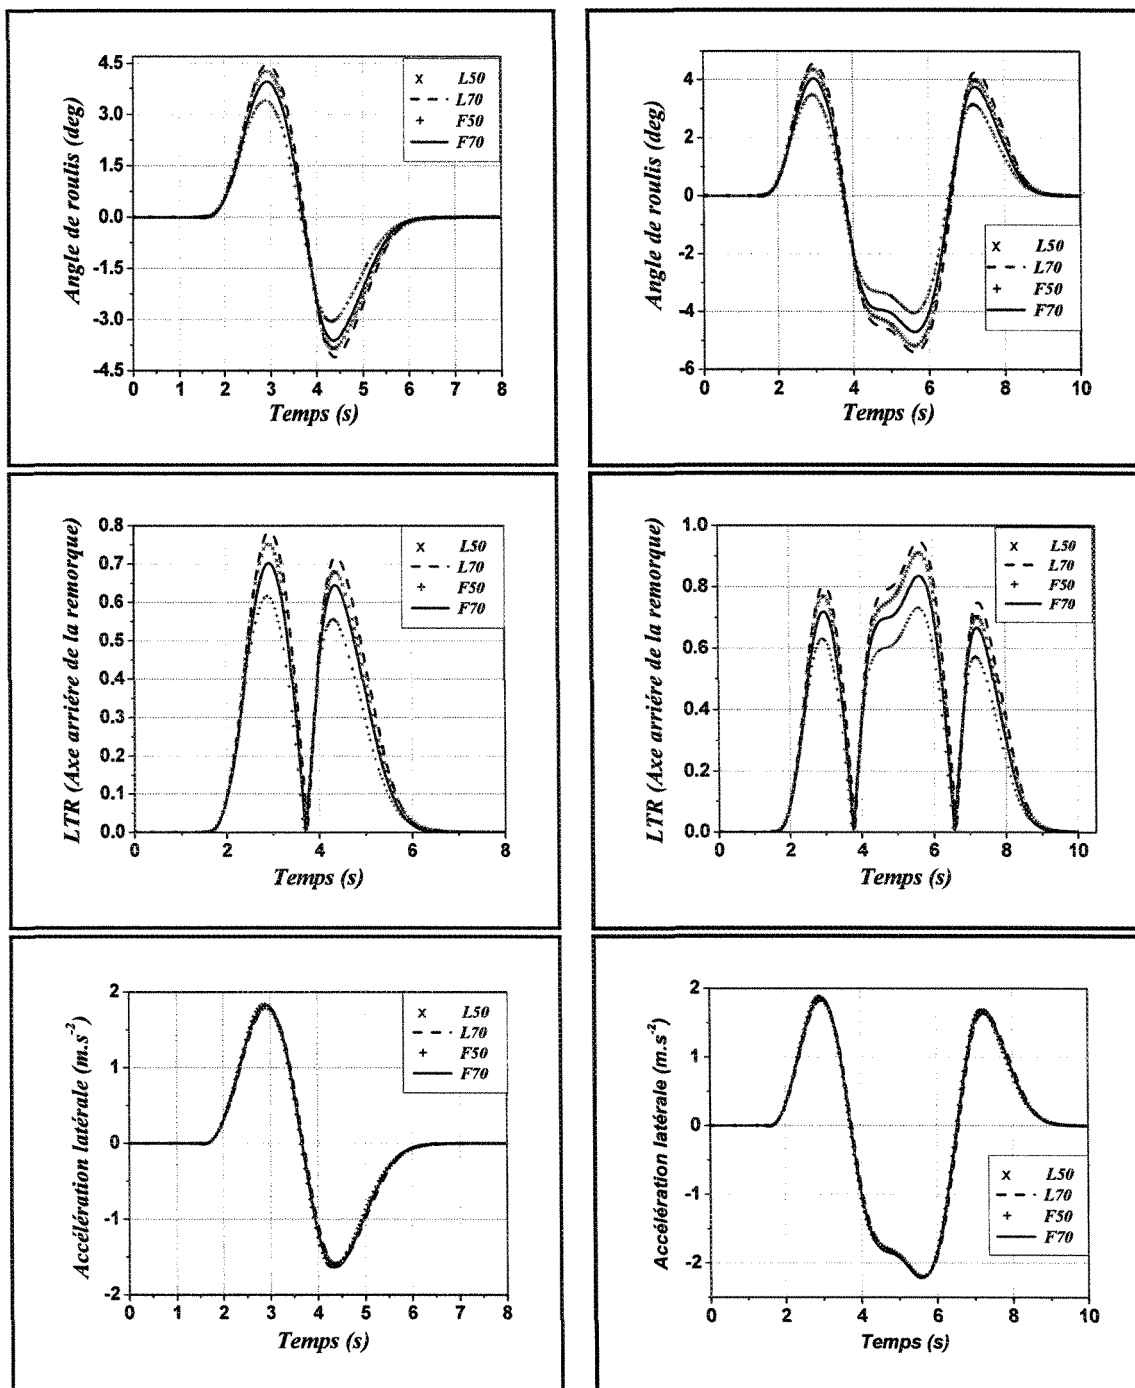 4.5
3.0
1.5
0.0
-1.5
-3.0
-4.5
Angle de roulis (deg)
× L50
L70
+ F50
F70
0 1 2 3 4 5 6 7 8
Temps (s)
4
2
0
-2
-4
-6
Angle de roulis (deg)
× L50
L70
+ F50
F70
0 2 4 6 8 10
Temps (s)
0.8
0.7
0.6
0.5
0.4
0.3
0.2
0.1
0.0
LTR (Axe arriére de la remorque)
× L50
L70
+ F50
F70
0 2 4 6 8
Temps (s)
1.0
0.8
0.6
0.4
0.2
0.0
LTR (Axe arriére de la remorque)
× L50
L70
+ F50
F70
0 2 4 6 8 10
Temps (s)
2
1
0
-1
-2
Accélération latérale (m.s⁻²)
× L50
L70
+ F50
F70
0 1 2 3 4 5 6 7 8
Temps (s)
2
1
0
-1
-2
Accélération latérale (m.s⁻²)
× L50
L70
+ F50
F70
0 2 4 6 8 10
Temps (s)